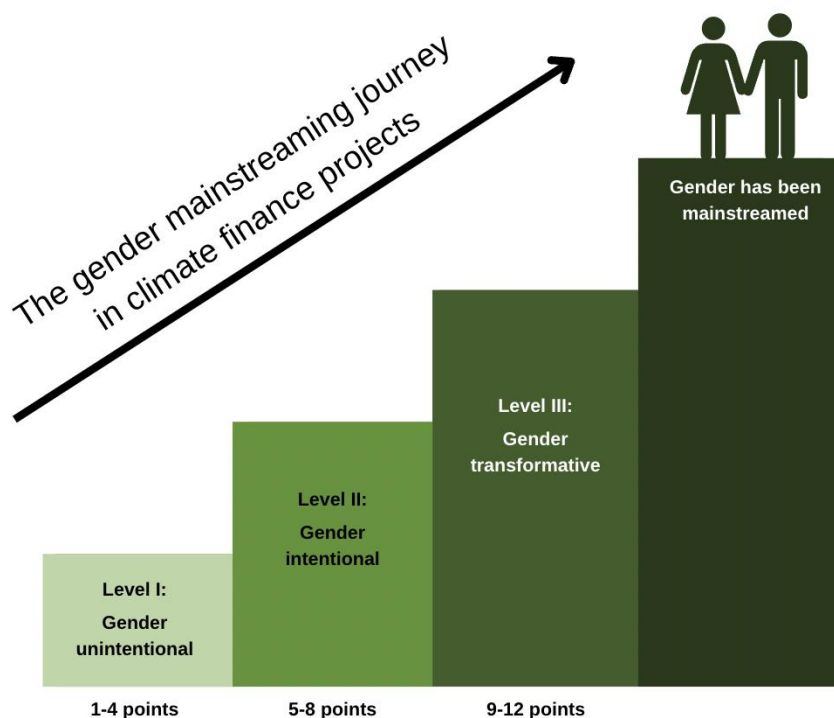 The gender mainstreaming journey
in climate finance projects
Gender has been
mainstreamed
Level III:
Gender
transformative
Level II:
Gender
intentional
Level I:
Gender
unintentional
1-4 points
5-8 points
9-12 points